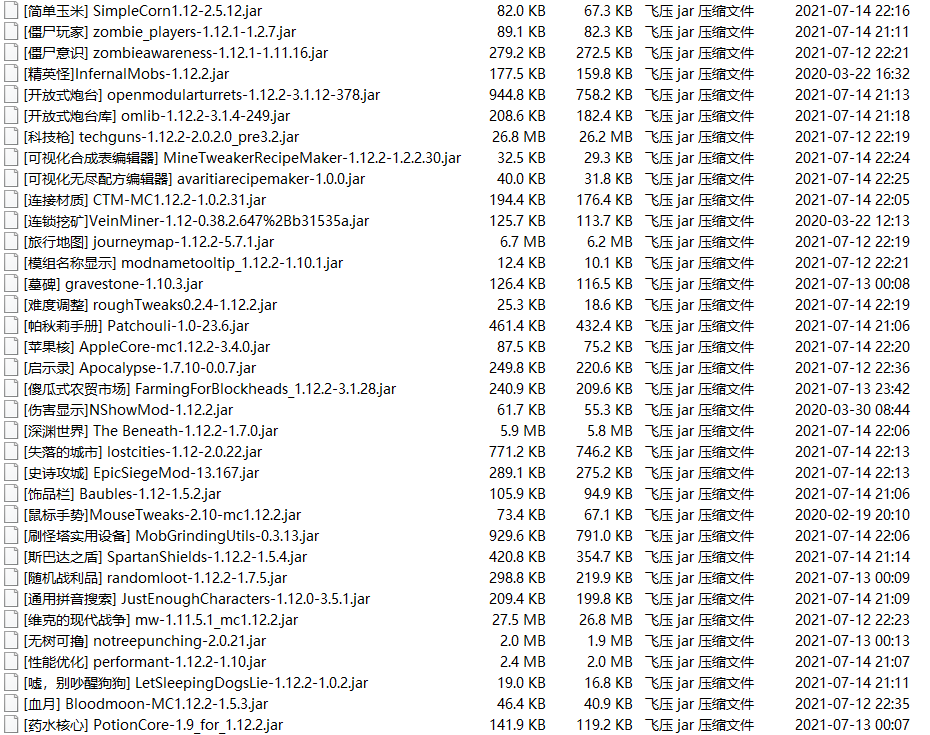 [简单玉米] SimpleCorn1.12-2.5.12.jar 82.0 KB 67.3 KB 飞压 jar 压缩文件 2021-07-14 22:16
[僵尸玩家] zombie_players-1.12.1-1.2.7.jar 89.1 KB 82.3 KB 飞压 jar 压缩文件 2021-07-14 21:11
[僵尸意识] zombieawareness-1.12.1-1.11.16.jar 279.2 KB 272.5 KB 飞压 jar 压缩文件 2021-07-12 22:21
[精英怪]InfernalMobs-1.12.2.jar 177.5 KB 159.8 KB 飞压 jar 压缩文件 2020-03-22 16:32
[开放式炮台] openmodularturrets-1.12.2-3.1.12-378.jar 944.8 KB 758.2 KB 飞压 jar 压缩文件 2021-07-14 21:13
[开放式炮台库] omlib-1.12.2-3.1.4-249.jar 208.6 KB 182.4 KB 飞压 jar 压缩文件 2021-07-14 21:18
[科技枪] techguns-1.12.2-2.0.2.0_pre3.2.jar 26.8 MB 26.2 MB 飞压 jar 压缩文件 2021-07-12 22:19
[可视化合成表编辑器] MineTweakerRecipeMaker-1.12.2-1.2.2.30.jar 32.5 KB 29.3 KB 飞压 jar 压缩文件 2021-07-14 22:24
[可视化无尽配方编辑器] avaritiarecipemaker-1.0.0.jar 40.0 KB 31.8 KB 飞压 jar 压缩文件 2021-07-14 22:25
[连接材质] CTM-MC1.12.2-1.0.2.31.jar 194.4 KB 176.4 KB 飞压 jar 压缩文件 2021-07-14 22:05
[连锁挖矿]VeinMiner-1.12-0.38.2.647%2Bb31535a.jar 125.7 KB 113.7 KB 飞压 jar 压缩文件 2020-03-22 12:13
[旅行地图] journeymap-1.12.2-5.7.1.jar 6.7 MB 6.2 MB 飞压 jar 压缩文件 2021-07-12 22:19
[模组名称显示] modnametooltip_1.12.2-1.10.1.jar 12.4 KB 10.1 KB 飞压 jar 压缩文件 2021-07-12 22:21
[墓碑] gravestone-1.10.3.jar 126.4 KB 116.5 KB 飞压 jar 压缩文件 2021-07-13 00:08
[难度调整] roughTweaks0.2.4-1.12.2.jar 25.3 KB 18.6 KB 飞压 jar 压缩文件 2021-07-14 22:19
[帕秋莉手册] Patchouli-1.0-23.6.jar 461.4 KB 432.4 KB 飞压 jar 压缩文件 2021-07-14 21:06
[苹果核] AppleCore-mc1.12.2-3.4.0.jar 87.5 KB 75.2 KB 飞压 jar 压缩文件 2021-07-14 22:20
[启示录] Apocalypse-1.7.10-0.0.7.jar 249.8 KB 220.6 KB 飞压 jar 压缩文件 2021-07-12 22:36
[傻瓜式农贸市场] FarmingForBlockheads_1.12.2-3.1.28.jar 240.9 KB 209.6 KB 飞压 jar 压缩文件 2021-07-13 23:42
[伤害显示]NShowMod-1.12.2.jar 61.7 KB 55.3 KB 飞压 jar 压缩文件 2020-03-30 08:44
[深渊世界] The Beneath-1.12.2-1.7.0.jar 5.9 MB 5.8 MB 飞压 jar 压缩文件 2021-07-14 22:06
[失落的城市] lostcities-1.12-2.0.22.jar 771.2 KB 746.2 KB 飞压 jar 压缩文件 2021-07-14 22:13
[史诗攻城] EpicSiegeMod-13.167.jar 289.1 KB 275.2 KB 飞压 jar 压缩文件 2021-07-14 22:13
[饰品栏] Baubles-1.12-1.5.2.jar 105.9 KB 94.9 KB 飞压 jar 压缩文件 2021-07-14 21:06
[鼠标手势]MouseTweaks-2.10-mc1.12.2.jar 73.4 KB 67.1 KB 飞压 jar 压缩文件 2020-02-19 20:10
[刷怪塔实用设备] MobGrindingUtils-0.3.13.jar 929.6 KB 791.0 KB 飞压 jar 压缩文件 2021-07-14 22:06
[斯巴达之盾] SpartanShields-1.12.2-1.5.4.jar 420.8 KB 354.7 KB 飞压 jar 压缩文件 2021-07-14 21:14
[随机战利品] randomloot-1.12.2-1.7.5.jar 298.8 KB 219.9 KB 飞压 jar 压缩文件 2021-07-13 00:09
[通用拼音搜索] JustEnoughCharacters-1.12.0-3.5.1.jar 209.4 KB 199.8 KB 飞压 jar 压缩文件 2021-07-14 21:09
[维克的现代战争] mw-1.11.5.1_mc1.12.2.jar 27.5 MB 26.8 MB 飞压 jar 压缩文件 2021-07-12 22:23
[无树可撸] notreepunching-2.0.21.jar 2.0 MB 1.9 MB 飞压 jar 压缩文件 2021-07-13 00:13
[性能优化] performant-1.12.2-1.10.jar 2.4 MB 2.0 MB 飞压 jar 压缩文件 2021-07-14 21:07
[嘘，别吵醒狗狗] LetSleepingDogsLie-1.12.2-1.0.2.jar 19.0 KB 16.8 KB 飞压 jar 压缩文件 2021-07-14 21:11
[血月] Bloodmoon-MC1.12.2-1.5.3.jar 46.4 KB 40.9 KB 飞压 jar 压缩文件 2021-07-12 22:35
[药水核心] PotionCore-1.9_for_1.12.2.jar 141.9 KB 119.2 KB 飞压 jar 压缩文件 2021-07-13 00:07